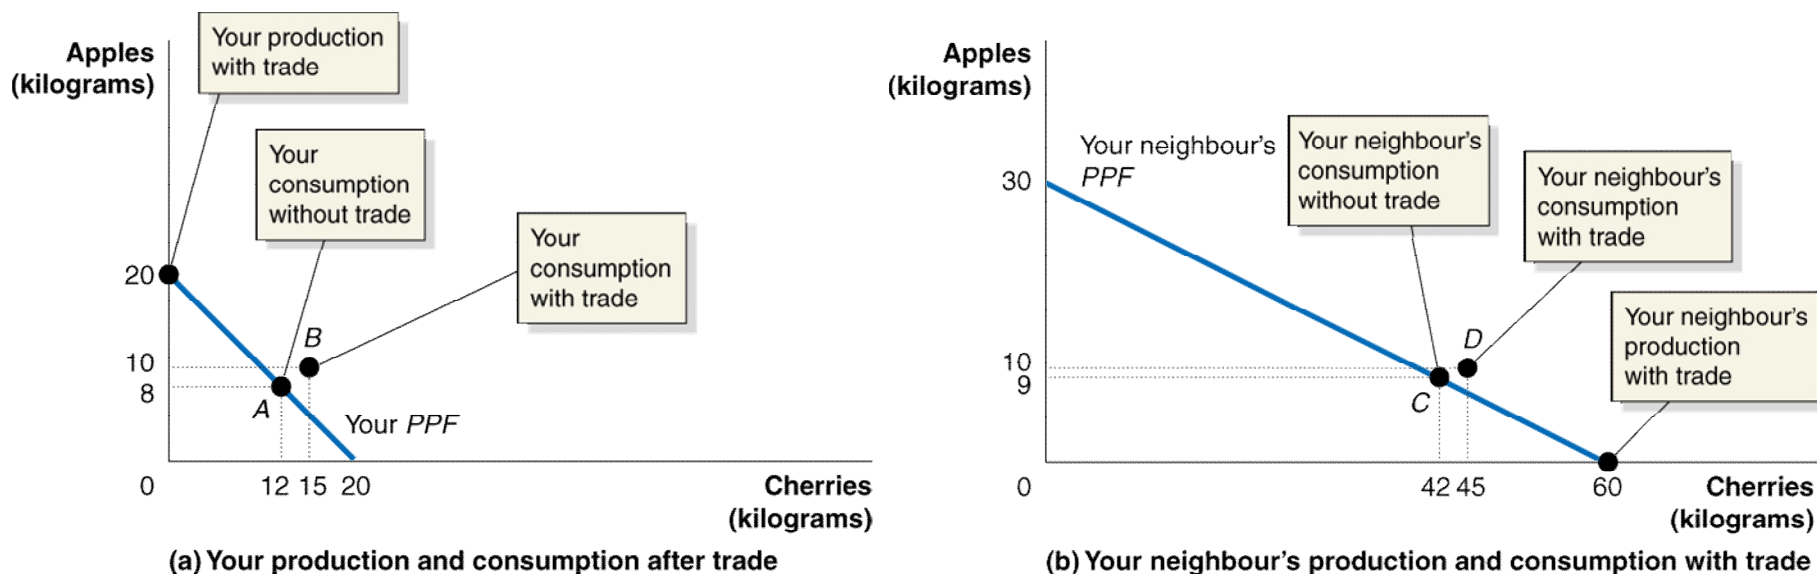 Your production
with trade
Apples
(kilograms)
Your
consumption
without trade
Your
consumption
with trade
20
B
10
8
A
Your PPF
0
12 15 20
Cherries
(kilograms)
(a) Your production and consumption after trade
Apples
(kilograms)
Your neighbour's
PPF
Your neighbour's
consumption
without trade
Your neighbour's
consumption
with trade
30
Your neighbour's
production
with trade
D
10
9
C
0
42 45
60
Cherries
(kilograms)
(b) Your neighbour's production and consumption with trade